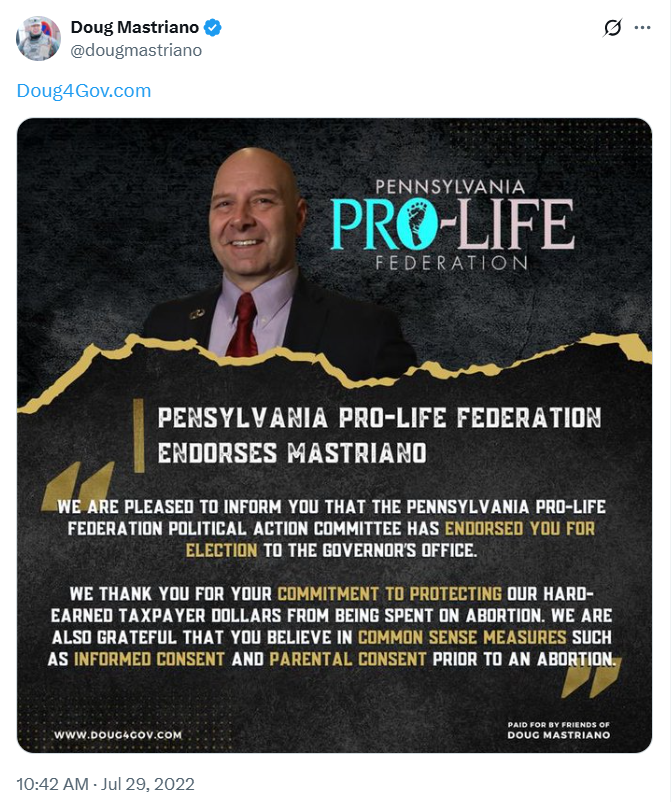 Doug Mastriano
@dougmastriano
Doug4Gov.com
PENNSYLVANIA
PRO-LIFE
FEDERATION
PENSYLVANIA PRO-LIFE FEDERATION
ENDORSES MASTRIANO
WE ARE PLEASED TO INFORM YOU THAT THE PENNSYLVANIA PRO-LIFE
FEDERATION POLITICAL ACTION COMMITTEE HAS ENDORSED YOU FOR
ELECTION TO THE GOVERNOR'S OFFICE.
WE THANK YOU FOR YOUR COMMITMENT TO PROTECTING OUR HARD-
EARNED TAXPAYER DOLLARS FROM BEING SPENT ON ABORTION. WE ARE
ALSO GRATEFUL THAT YOU BELIEVE IN COMMON SENSE MEASURES SUCH
AS INFORMED CONSENT AND PARENTAL CONSENT PRIOR TO AN ABORTION.
WWW.DOUG4GOV.COM
PAID FOR BY FRIENDS OF
DOUG MASTRIANO
10:42 AM · Jul 29, 2022